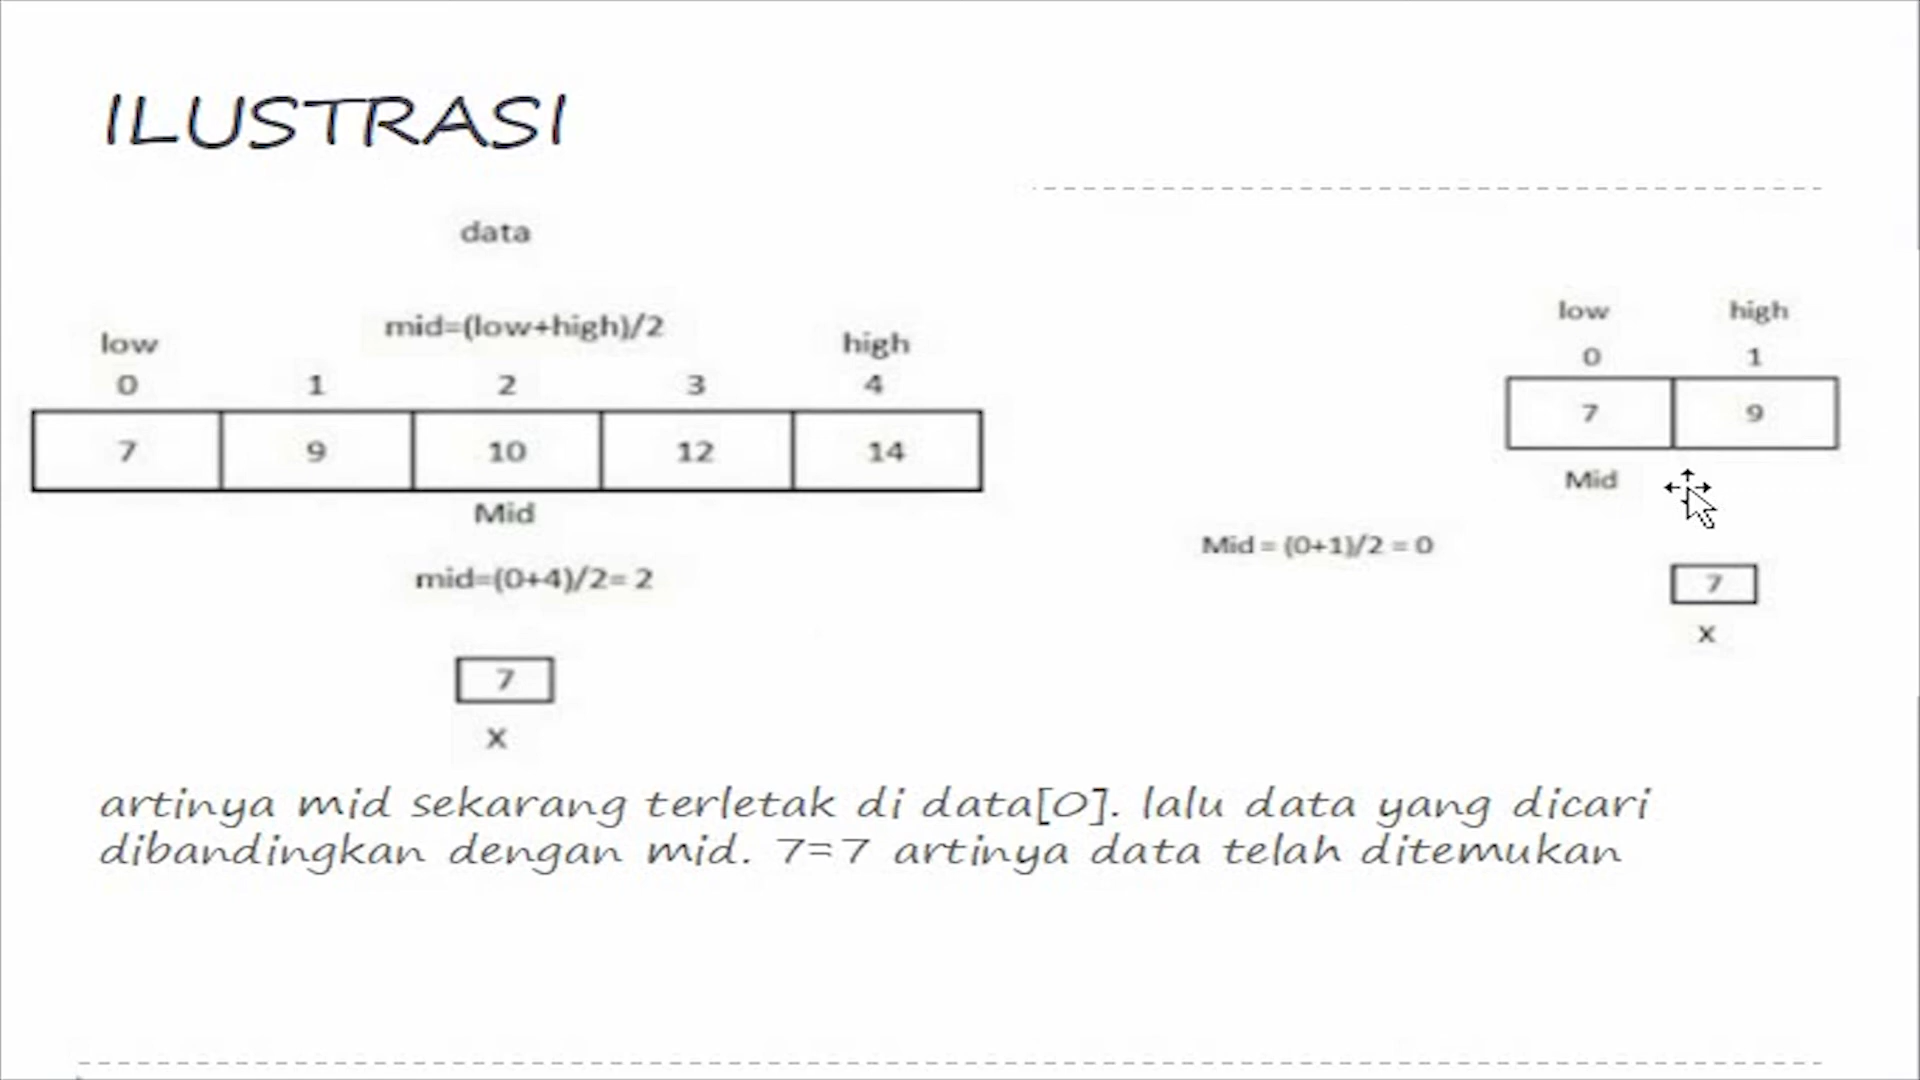 ILUSTRASI
data
mid=(low+high)/2
low high
0 1 2 3 4
7 9 10 12 14
Mid
mid=(0+4)/2= 2
7
X
low high
0 1
7 9
Mid
Mid = (0+1)/2 = 0
7
X
artinya mid sekarang terletak di data[0]. lalu data yang dicari
dibandingkan dengan mid. 7=7 artinya data telah ditemukan